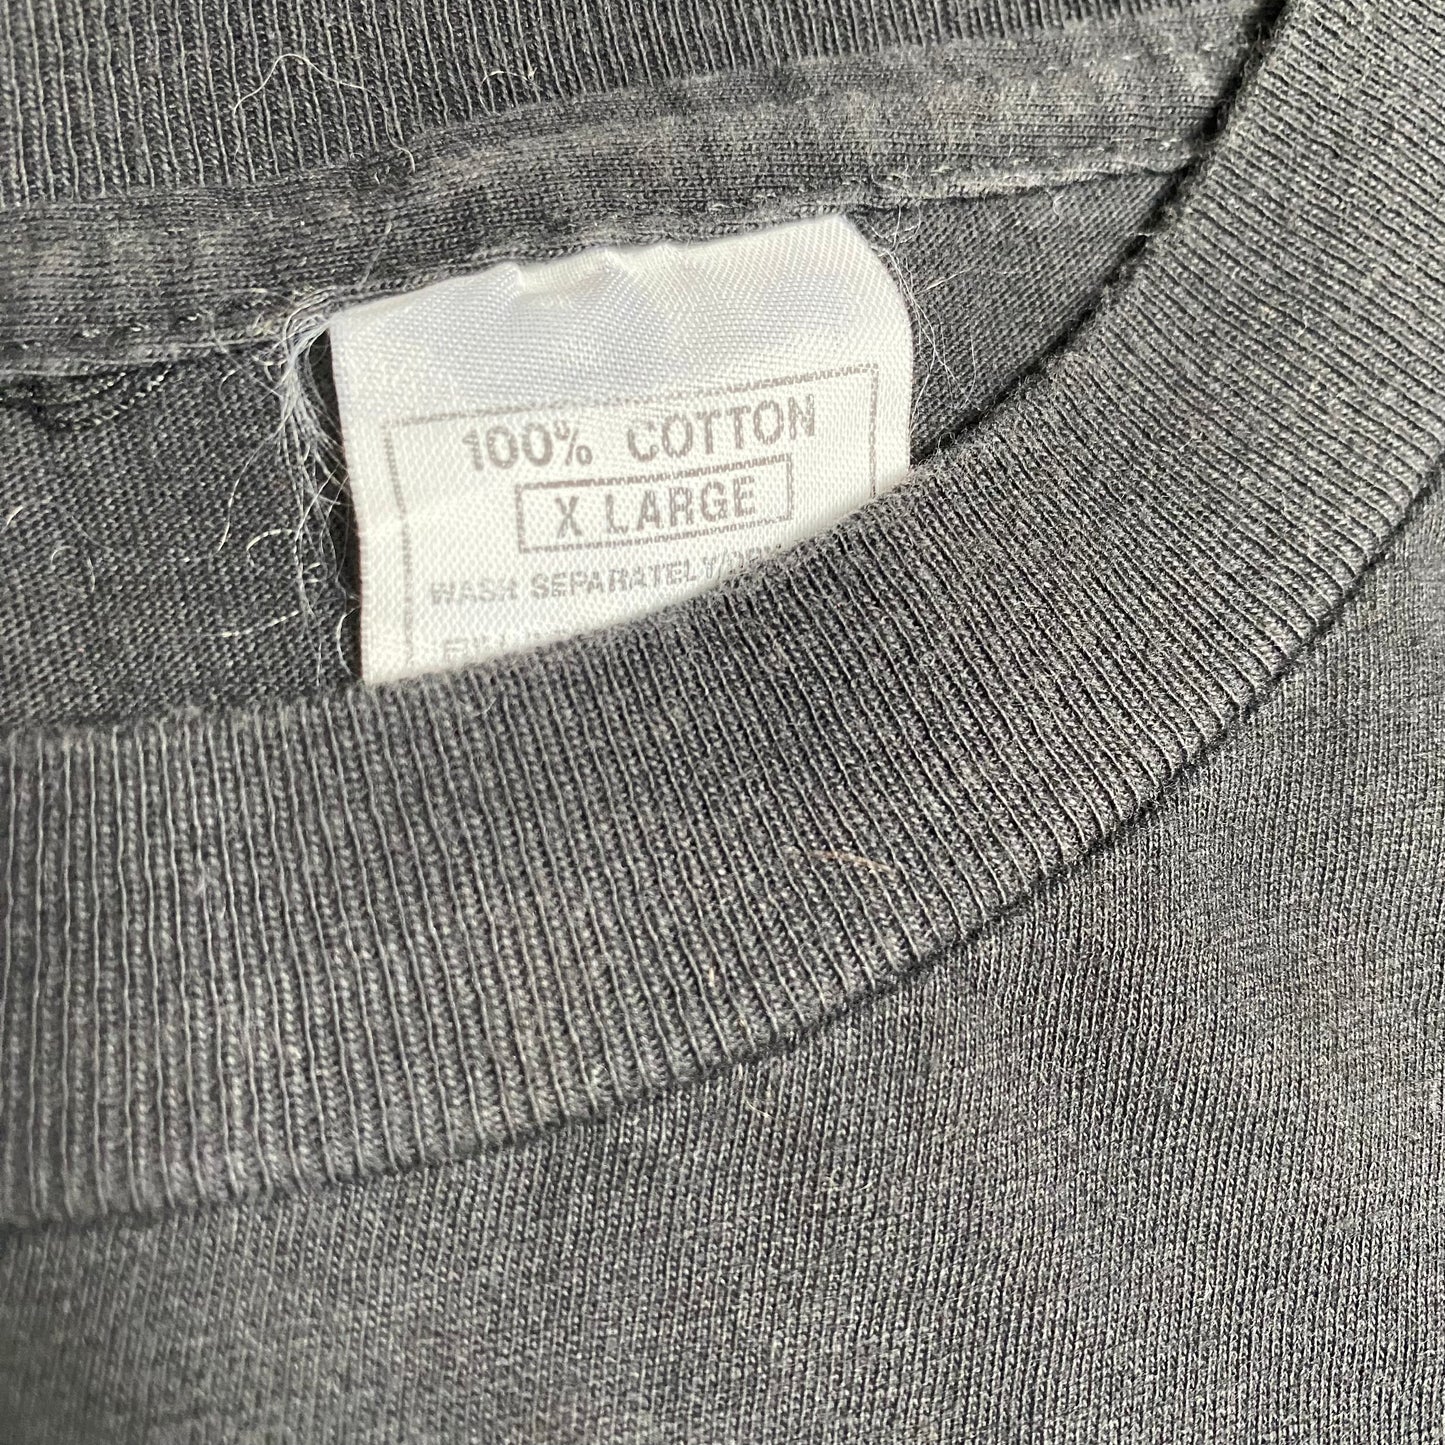 100% COTTON
X LARGE
WASH SEPARATELY